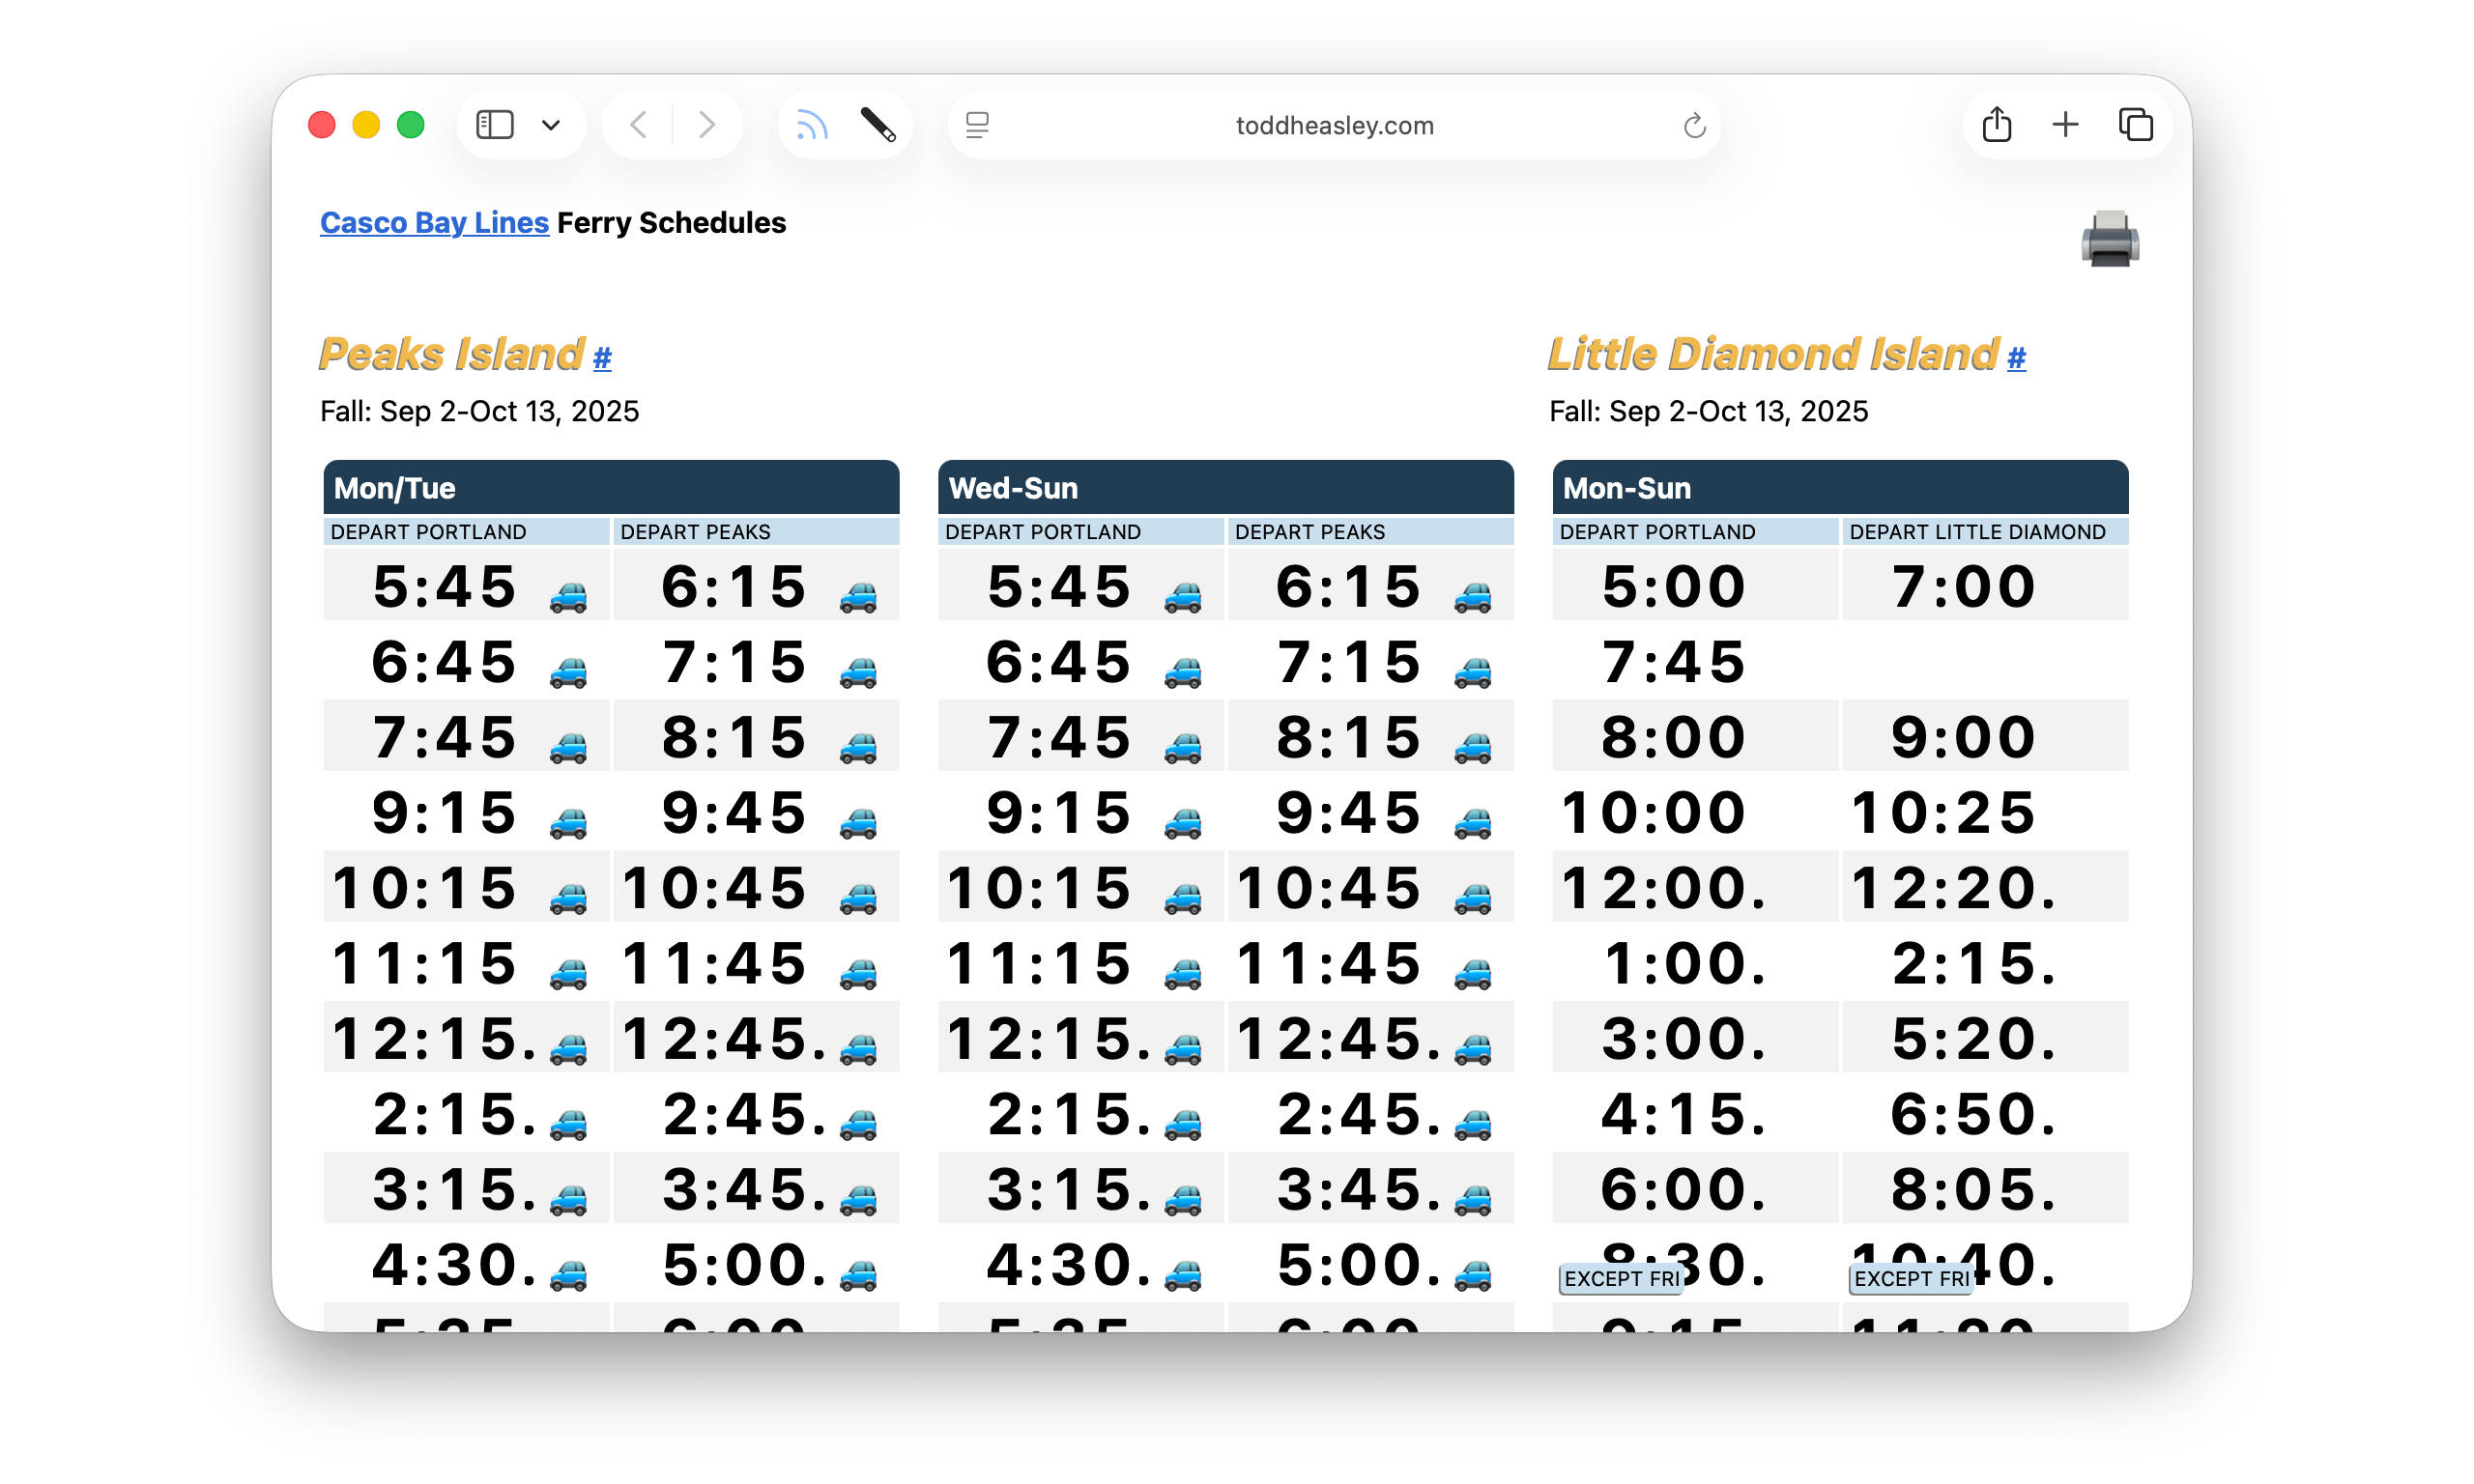 toddheasley.com
Casco Bay Lines Ferry Schedules
Peaks Island #
Fall: Sep 2-Oct 13, 2025
Mon/Tue
DEPART PORTLAND DEPART PEAKS
5:45 6:15
6:45 7:15
7:45 8:15
9:15 9:45
10:15 10:45
11:15 11:45
12:15. 12:45.
2:15. 2:45.
3:15. 3:45.
4:30. 5:00.
Wed-Sun
DEPART PORTLAND DEPART PEAKS
5:45 6:15
6:45 7:15
7:45 8:15
9:15 9:45
10:15 10:45
11:15 11:45
12:15. 12:45.
2:15. 2:45.
3:15. 3:45.
4:30. 5:00.
Little Diamond Island #
Fall: Sep 2-Oct 13, 2025
Mon-Sun
DEPART PORTLAND DEPART LITTLE DIAMOND
5:00 7:00
7:45
8:00 9:00
10:00 10:25
12:00. 12:20.
1:00. 2:15.
3:00. 5:20.
4:15. 6:50.
6:00. 8:05.
8:30. 10:40.
EXCEPT FRI EXCEPT FRI